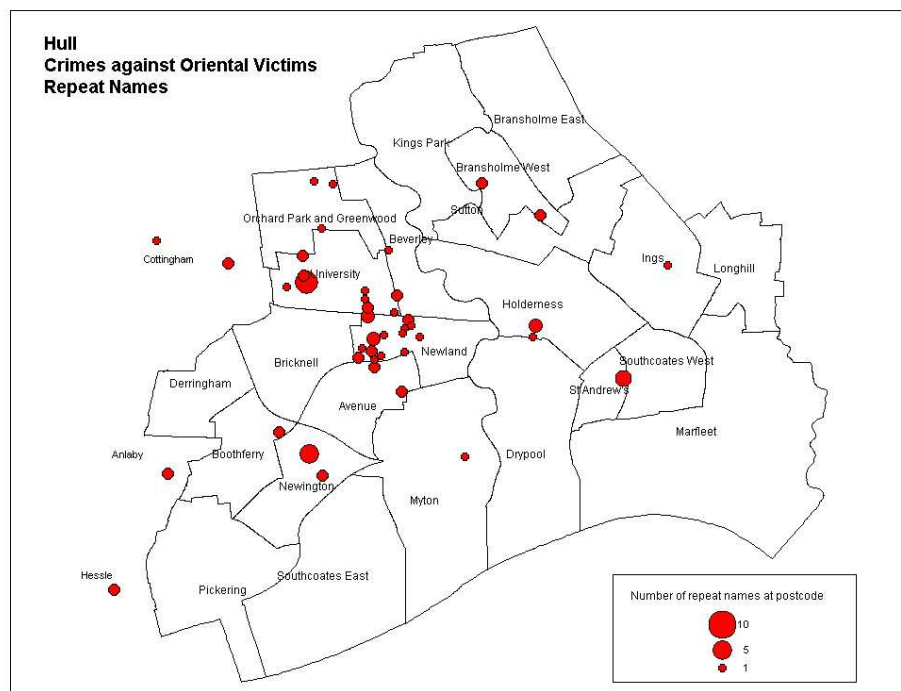 Hull
Crimes against Oriental Victims
Repeat Names
Bransholme East
Kings Park
Bransholme West
Sutton
Orchard Park and Greenwood
Beverley
Cottingham
University
Ings
Longhill
Holderness
Newland
Bricknell
Southcoates West
Derringham
St Andrew's
Avenue
Marfleet
Anlaby
Boothferry
Drypool
Newington
Myton
Hessle
Southcoates East
Pickering
Number of repeat names at postcode
10
5
1